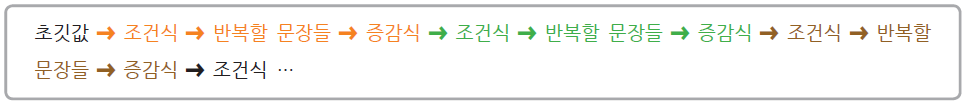 초깃값 → 조건식 → 반복할 문장들 → 증감식 → 조건식 → 반복할 문장들 → 증감식 → 조건식 → 반복할
문장들 → 증감식 → 조건식 …